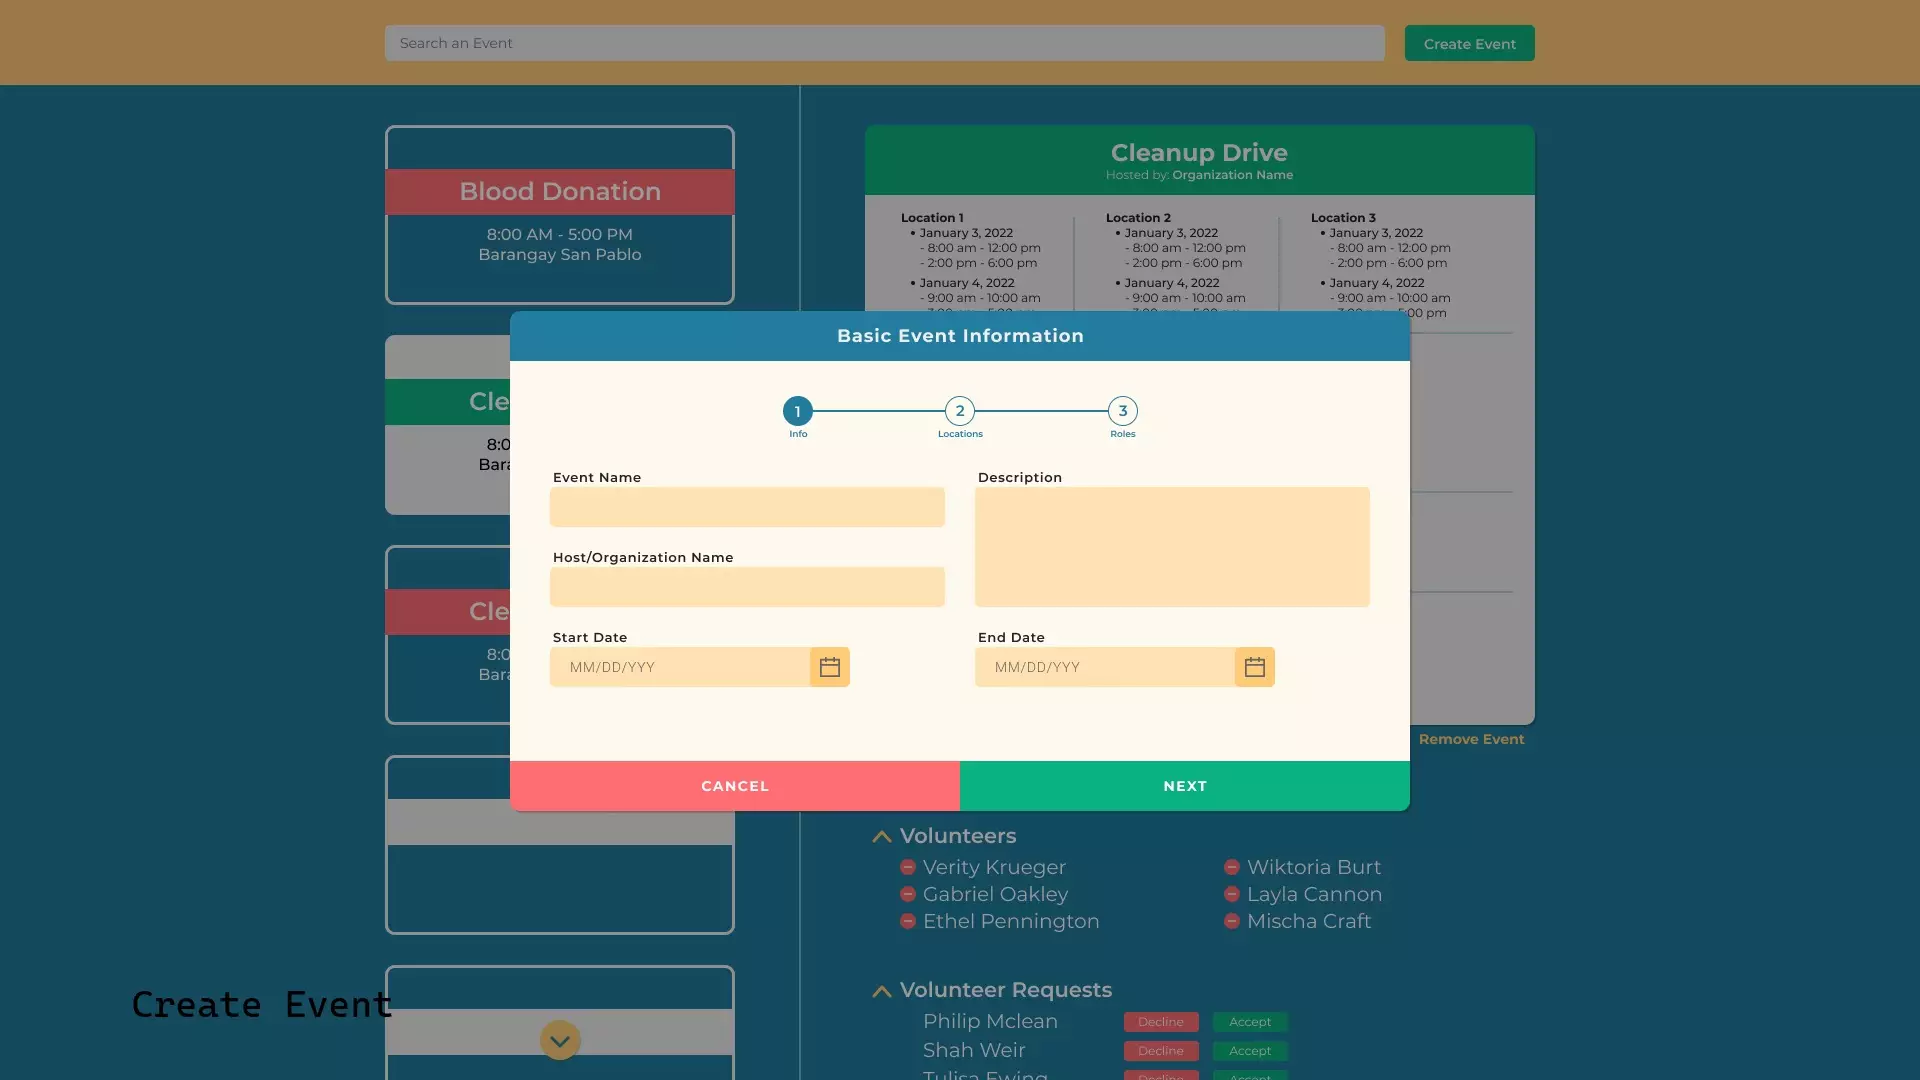 Search an Event
Create Event
Blood Donation
8:00 AM - 5:00 PM
Barangay San Pablo
Cle
8:0
Bara
Cle
8:0
Bara
Cleanup Drive
Hosted by: Organization Name
Location 1
• January 3, 2022
- 8:00 am - 12:00 pm
- 2:00 pm - 6:00 pm
• January 4, 2022
- 9:00 am - 10:00 am
Location 2
• January 3, 2022
- 8:00 am - 12:00 pm
- 2:00 pm - 6:00 pm
• January 4, 2022
- 9:00 am - 10:00 am
Location 3
• January 3, 2022
- 8:00 am - 12:00 pm
- 2:00 pm - 6:00 pm
• January 4, 2022
- 9:00 am - 10:00 am
Basic Event Information
1
2
3
Info
Locations
Roles
Event Name
Description
Host/Organization Name
Start Date
End Date
MM/DD/YYY
MM/DD/YYY
CANCEL
NEXT
Remove Event
Volunteers
Verity Krueger
Wiktoria Burt
Gabriel Oakley
Layla Cannon
Ethel Pennington
Mischa Craft
Volunteer Requests
Philip Mclean
Decline
Accept
Shah Weir
Decline
Accept
Tulisa Ewing
Decline
Accept
Create Event